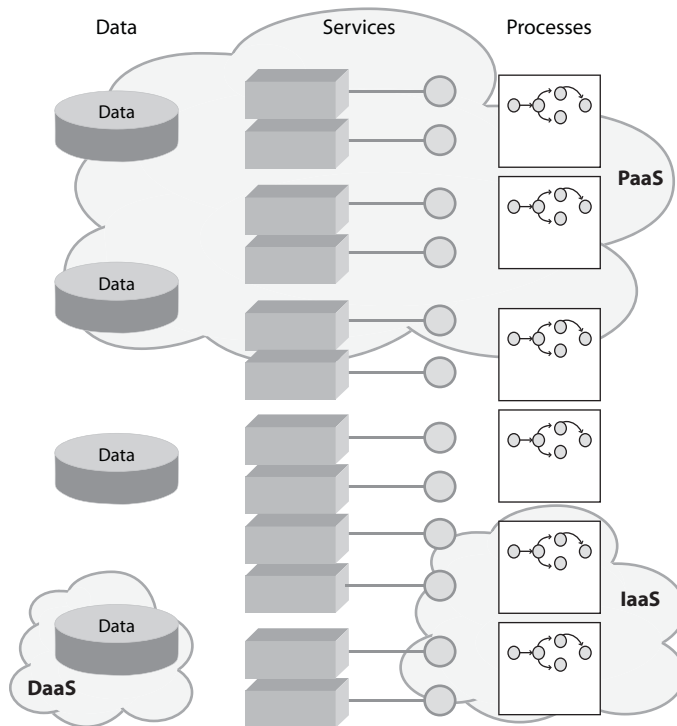 Data
Services
Processes
Data
PaaS
Data
Data
IaaS
Data
DaaS